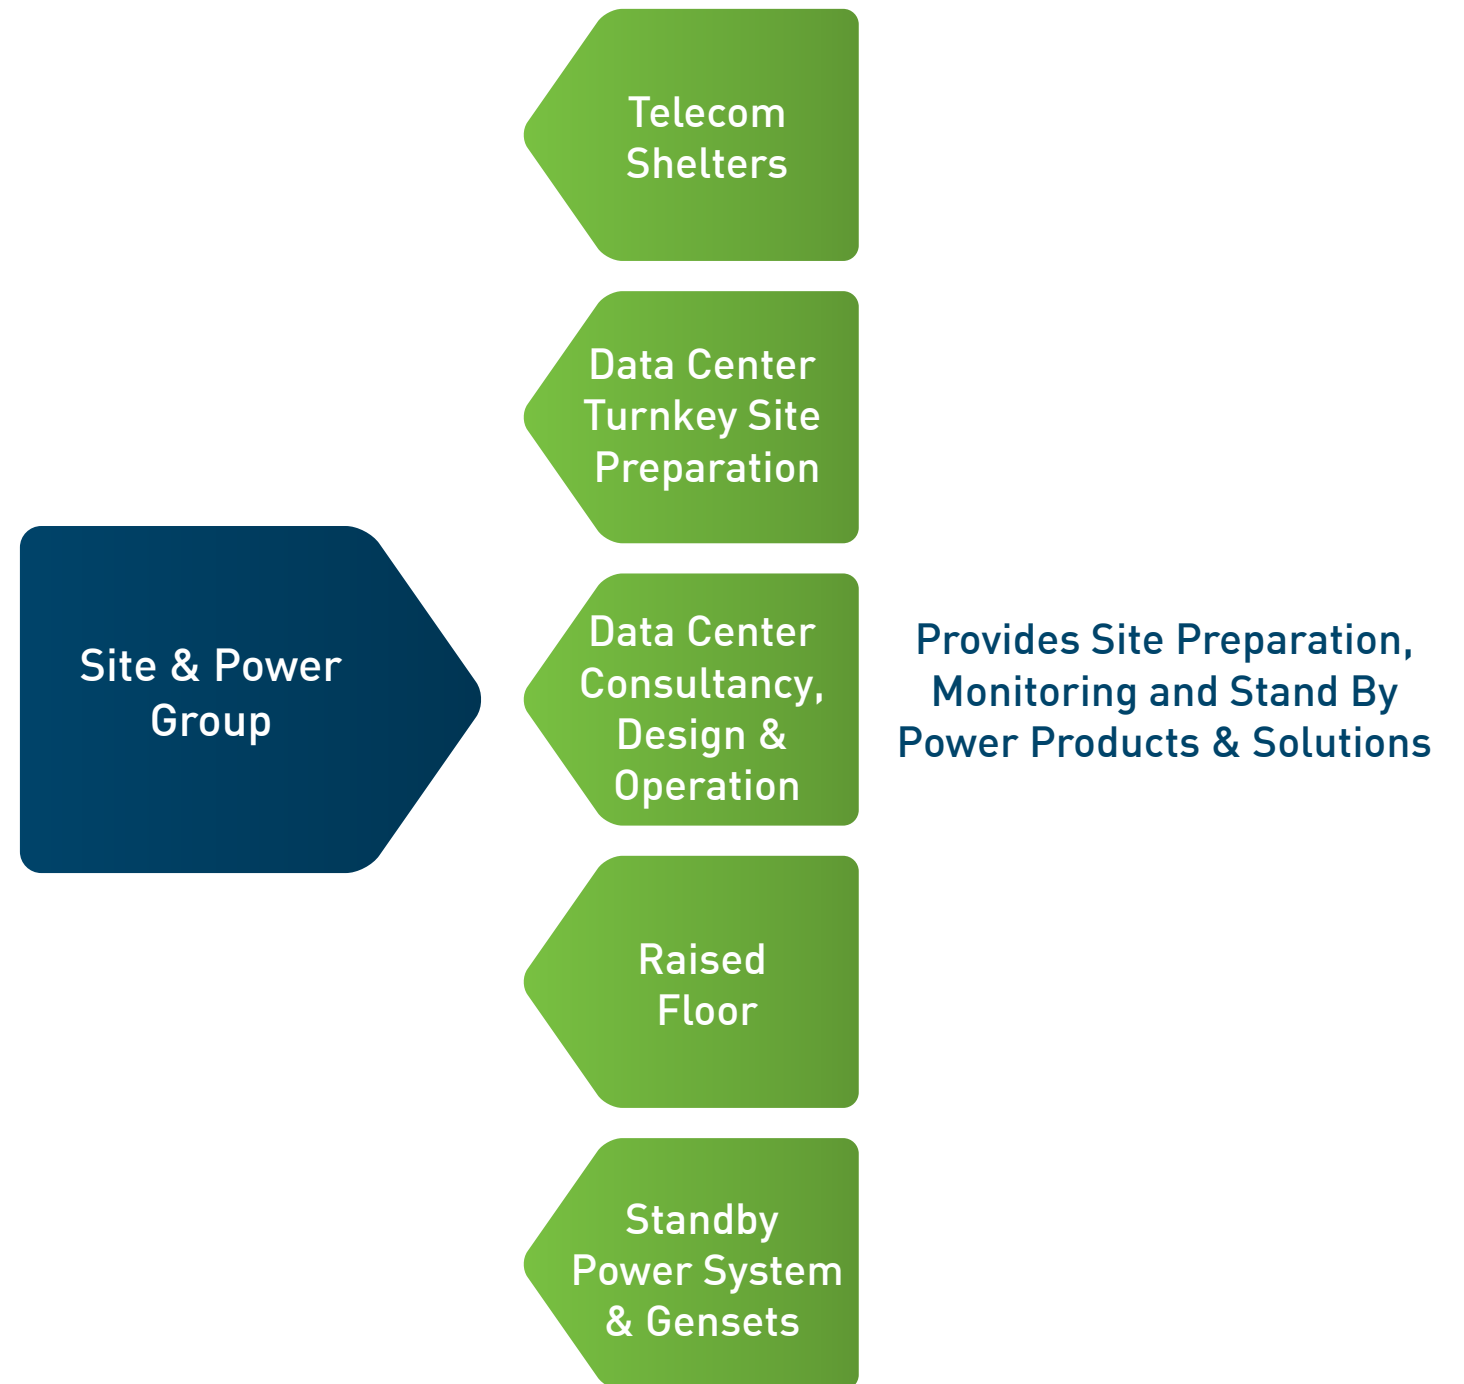 Telecom
Shelters
Data Center
Turnkey Site
Preparation
Site & Power
Group
Data Center
Consultancy,
Design &
Operation
Provides Site Preparation,
Monitoring and Stand By
Power Products & Solutions
Raised
Floor
Standby
Power System
& Gensets